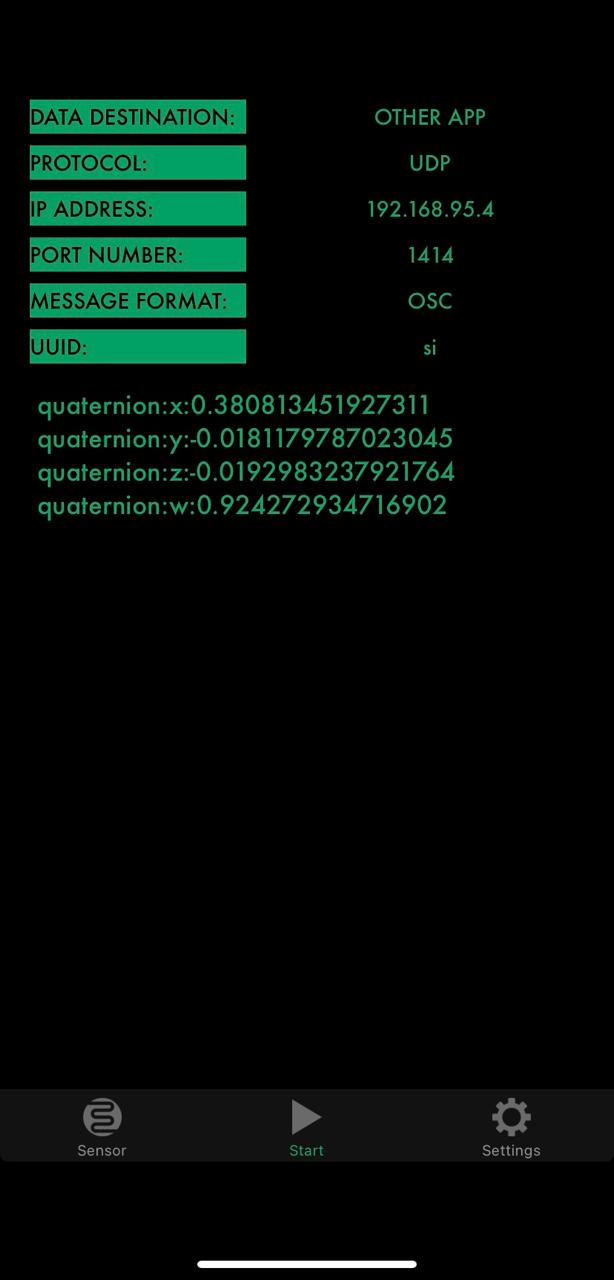 DATA DESTINATION: OTHER APP
PROTOCOL: UDP
IP ADDRESS: 192.168.95.4
PORT NUMBER: 1414
MESSAGE FORMAT: OSC
UUID: si
quaternion:x:0.380813451927311
quaternion:y:-0.0181179787023045
quaternion:z:-0.0192983237921764
quaternion:w:0.924272934716902
Sensor Start Settings